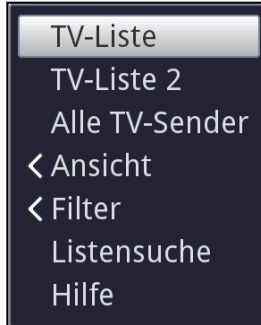 TV-Liste
TV-Liste 2
Alle TV-Sender
< Ansicht
< Filter
Listensuche
Hilfe